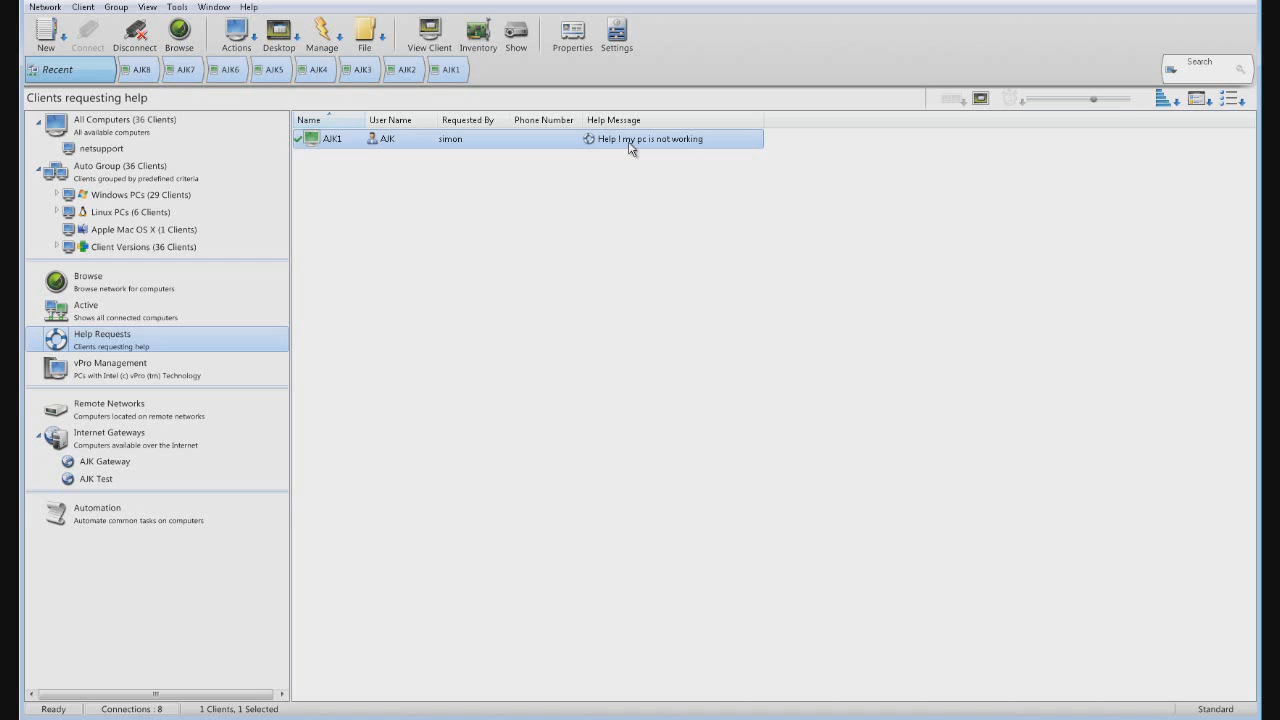 Network Client Group View Tools Window Help
New Connect Disconnect Browse Actions Desktop Manage File View Client Inventory Show Properties Settings
Recent AJK8 AJK7 AJK6 AJK5 AJK4 AJK3 AJK2 AJK1 Search
Clients requesting help
All Computers (36 Clients)
All available computers
netsupport
Auto Group (36 Clients)
Clients grouped by predefined criteria
Windows PCs (29 Clients)
Linux PCs (6 Clients)
Apple Mac OS X (1 Clients)
Client Versions (36 Clients)
Browse
Browse network for computers
Active
Shows all connected computers
Help Requests
Clients requesting help
vPro Management
PCs with Intel (c) vPro (tm) Technology
Remote Networks
Computers located on remote networks
Internet Gateways
Computers available over the Internet
AJK Gateway
AJK Test
Automation
Automate common tasks on computers
Name User Name Requested By Phone Number Help Message
AJK1 AJK simon Help ! my pc is not working
Ready Connections : 8 1 Clients, 1 Selected Standard